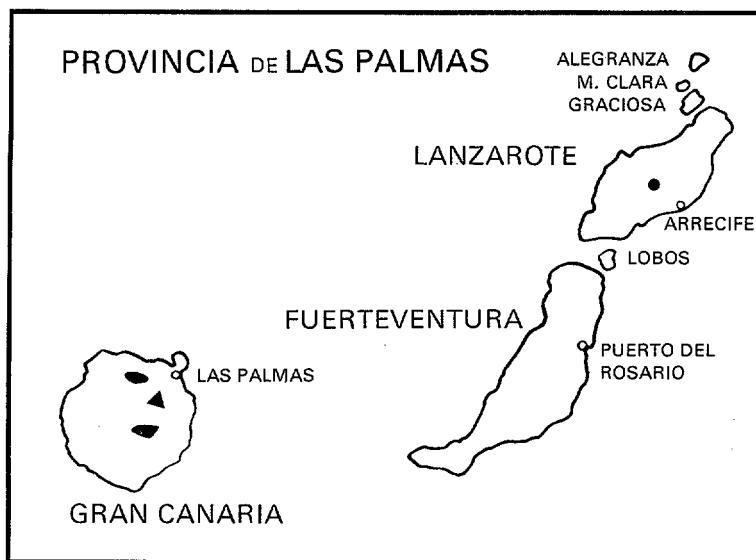 PROVINCIA DE LAS PALMAS
ALEGRANZA
M. CLARA
GRACIOSA
LANZAROTE
ARRECIFE
LOBOS
FUERTEVENTURA
PUERTO DEL
ROSARIO
LAS PALMAS
GRAN CANARIA